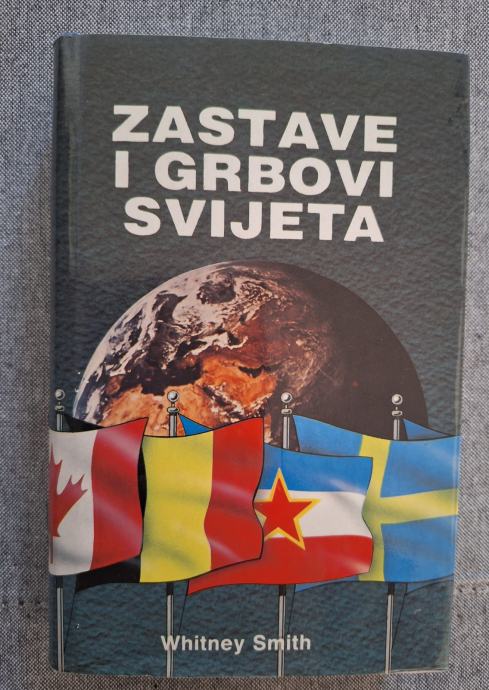 ZASTAVE
I GRBOVI
SVIJETA
Whitney Smith